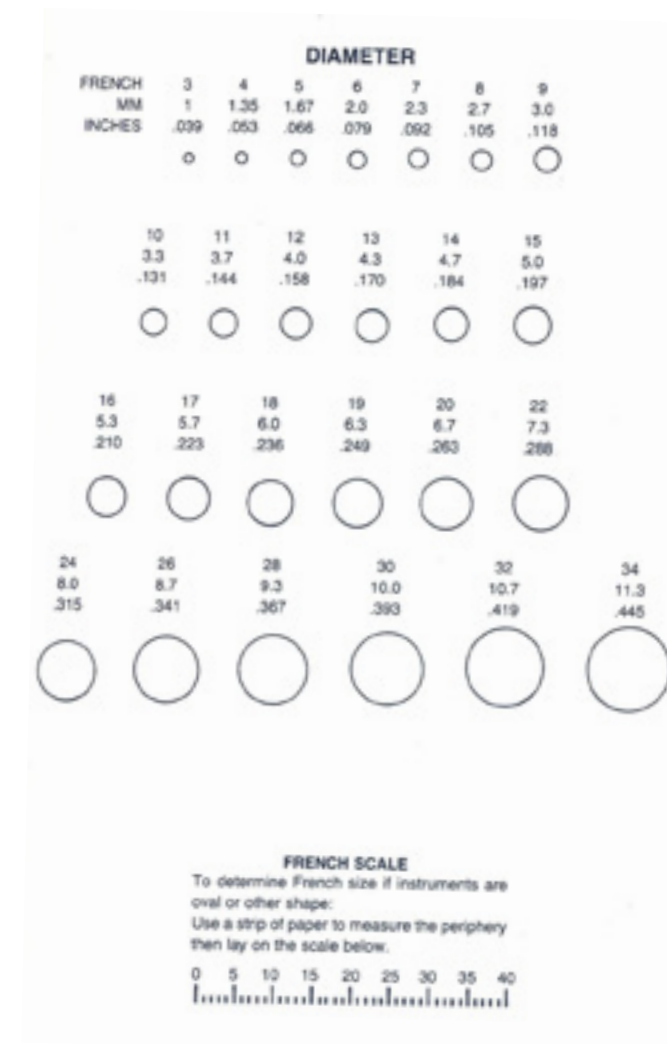 DIAMETER
FRENCH 3 4 5 6 7 8 9
MM 1 1.35 1.67 2.0 2.3 2.7 3.0
INCHES .039 .053 .066 .079 .092 .105 .118
10 11 12 13 14 15
3.3 3.7 4.0 4.3 4.7 5.0
.131 .144 .158 .170 .184 .197
16 17 18 19 20 22
5.3 5.7 6.0 6.3 6.7 7.3
.210 .223 .236 .249 .263 .288
24 26 28 30 32 34
8.0 8.7 9.3 10.0 10.7 11.3
.315 .341 .367 .393 .419 .445
FRENCH SCALE
To determine French size if instruments are
oval or other shape:
Use a strip of paper to measure the periphery
then lay on the scale below.
0 5 10 15 20 25 30 35 40